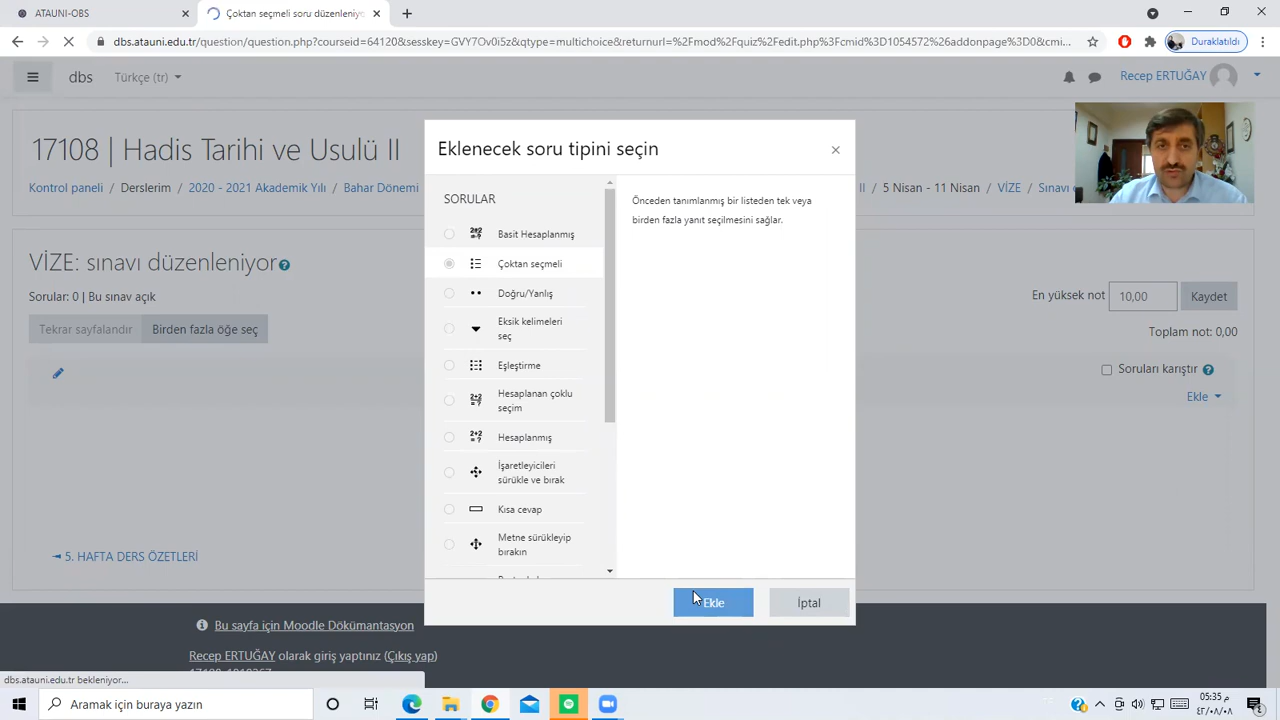 ATAUNI-OBS
Çoktan seçmeli soru düzenleniyo
dbs.atauni.edu.tr/question/question.php?courseid=64120&sesskey=GVY7Ov0i5z&qtype=multichoice&returnurl=%2Fmod%2Fquiz%2Fedit.php%3Fcmid%3D1054572%26addonpage%3D0&cmi...
Duraklatıldı
dbs
Türkçe (tr)
Recep ERTUĞAY
17108 | Hadis Tarihi ve Usulü II
Kontrol paneli / Derslerim / 2020 - 2021 Akademik Yılı / Bahar Dönemi
II / 5 Nisan - 11 Nisan / VİZE / Sınavı
Eklenecek soru tipini seçin
SORULAR
Basit Hesaplanmış
Çoktan seçmeli
Doğru/Yanlış
Eksik kelimeleri
seç
Eşleştirme
Hesaplanan çoklu
seçim
Hesaplanmış
İşaretleyicileri
sürükle ve bırak
Kısa cevap
Metne sürükleyip
bırakın
Önceden tanımlanmış bir listeden tek veya
birden fazla yanıt seçilmesini sağlar.
Ekle
İptal
VİZE: sınavı düzenleniyor
Sorular: 0 | Bu sınav açık
Tekrar sayfalandır
Birden fazla öğe seç
En yüksek not 10,00 Kaydet
Toplam not: 0,00
Soruları karıştır
Ekle
5. HAFTA DERS ÖZETLERİ
Bu sayfa için Moodle Dökümantasyon
Recep ERTUĞAY olarak giriş yaptınız (Çıkış yap)
dbs.atauni.edu.tr bekleniyor...
Aramak için buraya yazın
05:35 م
٤٢/٠٨/٠٨